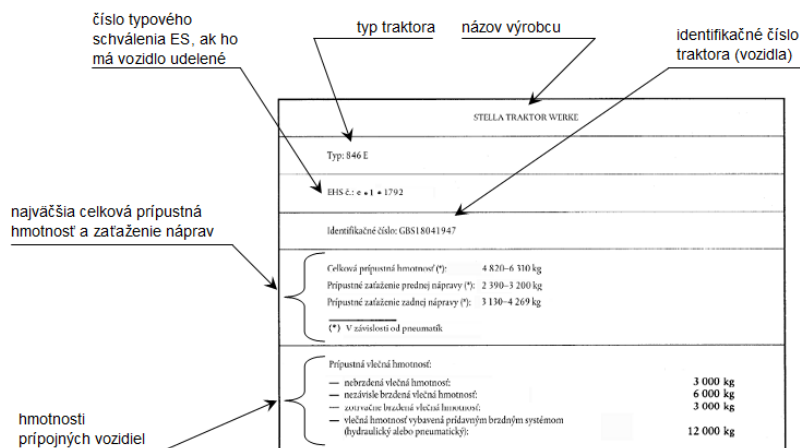 číslo typového
schválenia ES, ak ho
má vozidlo udelené
typ traktora
názov výrobcu
identifikačné číslo
traktora (vozidla)
STELLA TRAKTOR WERKE
Typ: 846 E
EHS č.: e * 1 * 1792
Identifikačné číslo: GBS18041947
najväčšia celková prípustná
hmotnosť a zaťaženie náprav
Celková prípustná hmotnosť (*): 4 820–6 310 kg
Prípustné zaťaženie prednej nápravy (*): 2 390–3 200 kg
Prípustné zaťaženie zadnej nápravy (*): 3 130–4 269 kg
(*) V závislosti od pneumatík
Prípustná vlečná hmotnosť:
— nebrzdená vlečná hmotnosť: 3 000 kg
— nezávisle brzdená vlečná hmotnosť: 6 000 kg
— zotrvačne brzdená vlečná hmotnosť: 3 000 kg
— vlečná hmotnosť vybavená prídavným brzdným systémom
(hydraulický alebo pneumatický): 12 000 kg
hmotnosti
prípojných vozidiel